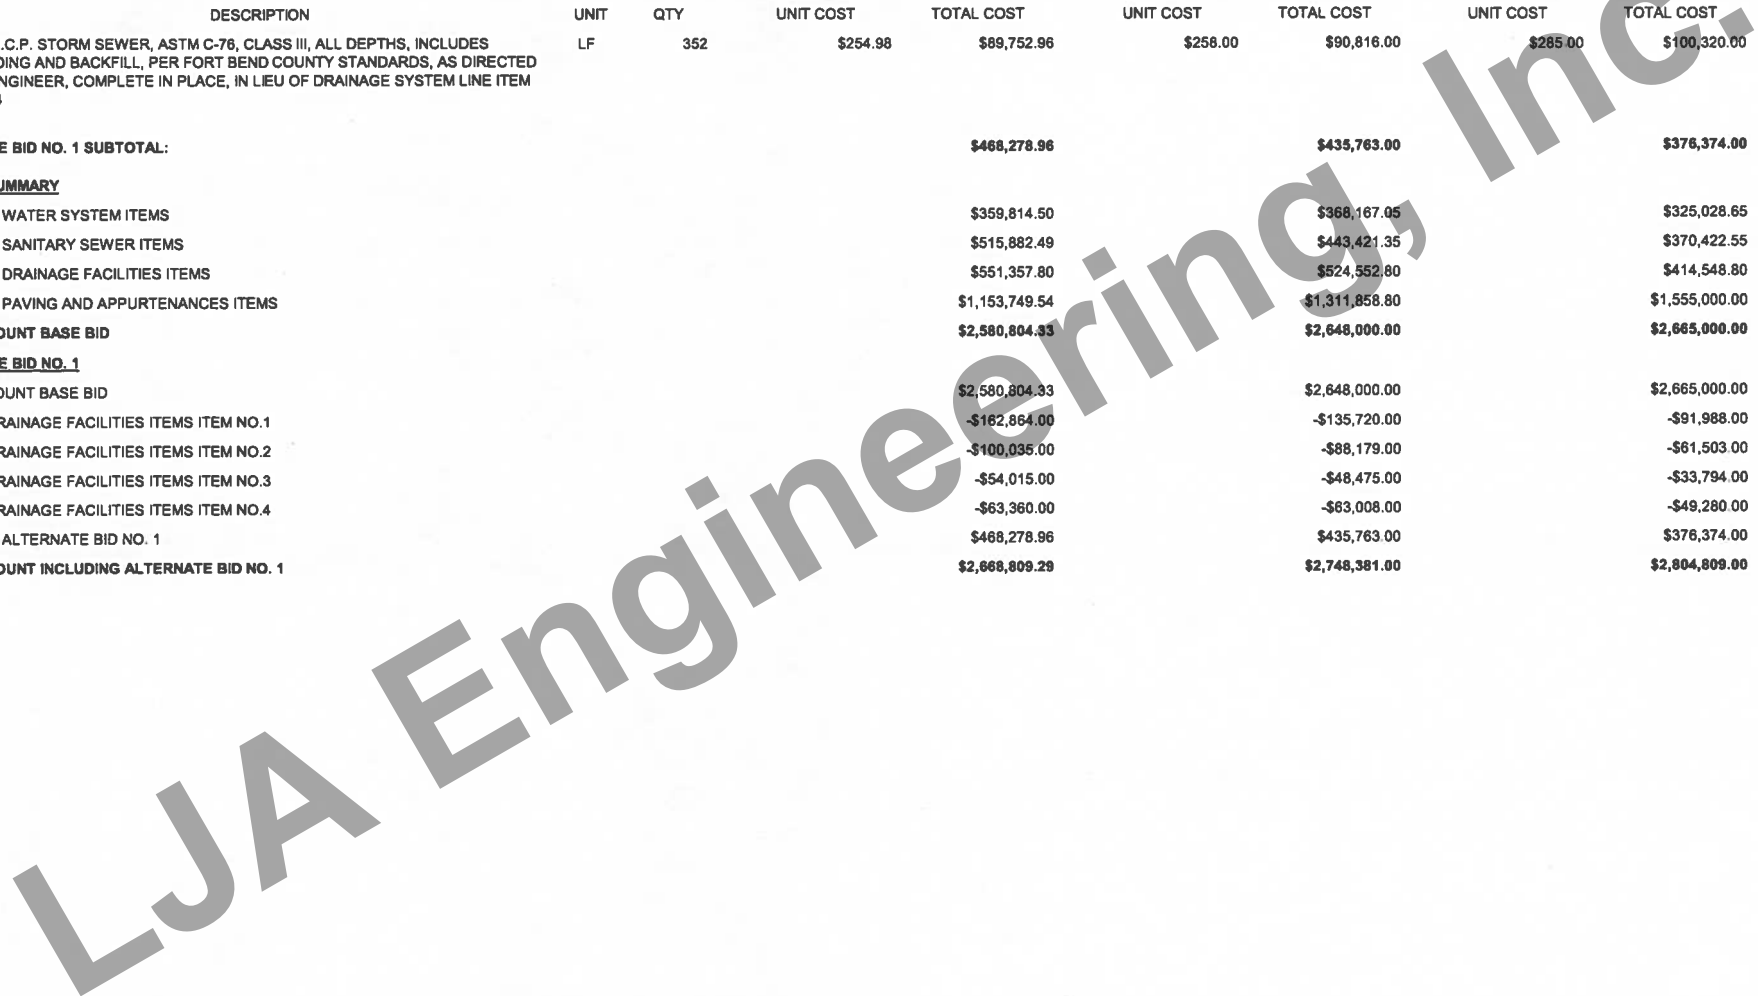 DESCRIPTION UNIT QTY UNIT COST TOTAL COST UNIT COST TOTAL COST UNIT COST TOTAL COST
.C.P. STORM SEWER, ASTM C-76, CLASS III, ALL DEPTHS, INCLUDES LF 352 $254.98 $89,752.96 $258.00 $90,816.00 $285.00 $100,320.00
DING AND BACKFILL, PER FORT BEND COUNTY STANDARDS, AS DIRECTED
NGINEER, COMPLETE IN PLACE, IN LIEU OF DRAINAGE SYSTEM LINE ITEM
E BID NO. 1 SUBTOTAL: $468,278.96 $435,763.00 $376,374.00
UMMARY
WATER SYSTEM ITEMS $359,814.50 $368,167.05 $325,028.65
SANITARY SEWER ITEMS $515,882.49 $443,421.35 $370,422.55
DRAINAGE FACILITIES ITEMS $551,357.80 $524,552.80 $414,548.80
PAVING AND APPURTENANCES ITEMS $1,153,749.54 $1,311,858.80 $1,555,000.00
OUNT BASE BID $2,580,804.33 $2,648,000.00 $2,665,000.00
E BID NO. 1
OUNT BASE BID $2,580,804.33 $2,648,000.00 $2,665,000.00
RAINAGE FACILITIES ITEMS ITEM NO.1 -$162,864.00 -$135,720.00 -$91,988.00
RAINAGE FACILITIES ITEMS ITEM NO.2 -$100,035.00 -$88,179.00 -$61,503.00
RAINAGE FACILITIES ITEMS ITEM NO.3 -$54,015.00 -$48,475.00 -$33,794.00
RAINAGE FACILITIES ITEMS ITEM NO.4 -$63,360.00 -$63,008.00 -$49,280.00
ALTERNATE BID NO. 1 $468,278.96 $435,763.00 $376,374.00
OUNT INCLUDING ALTERNATE BID NO. 1 $2,668,809.29 $2,748,381.00 $2,804,809.00
LJA Engineering, Inc.